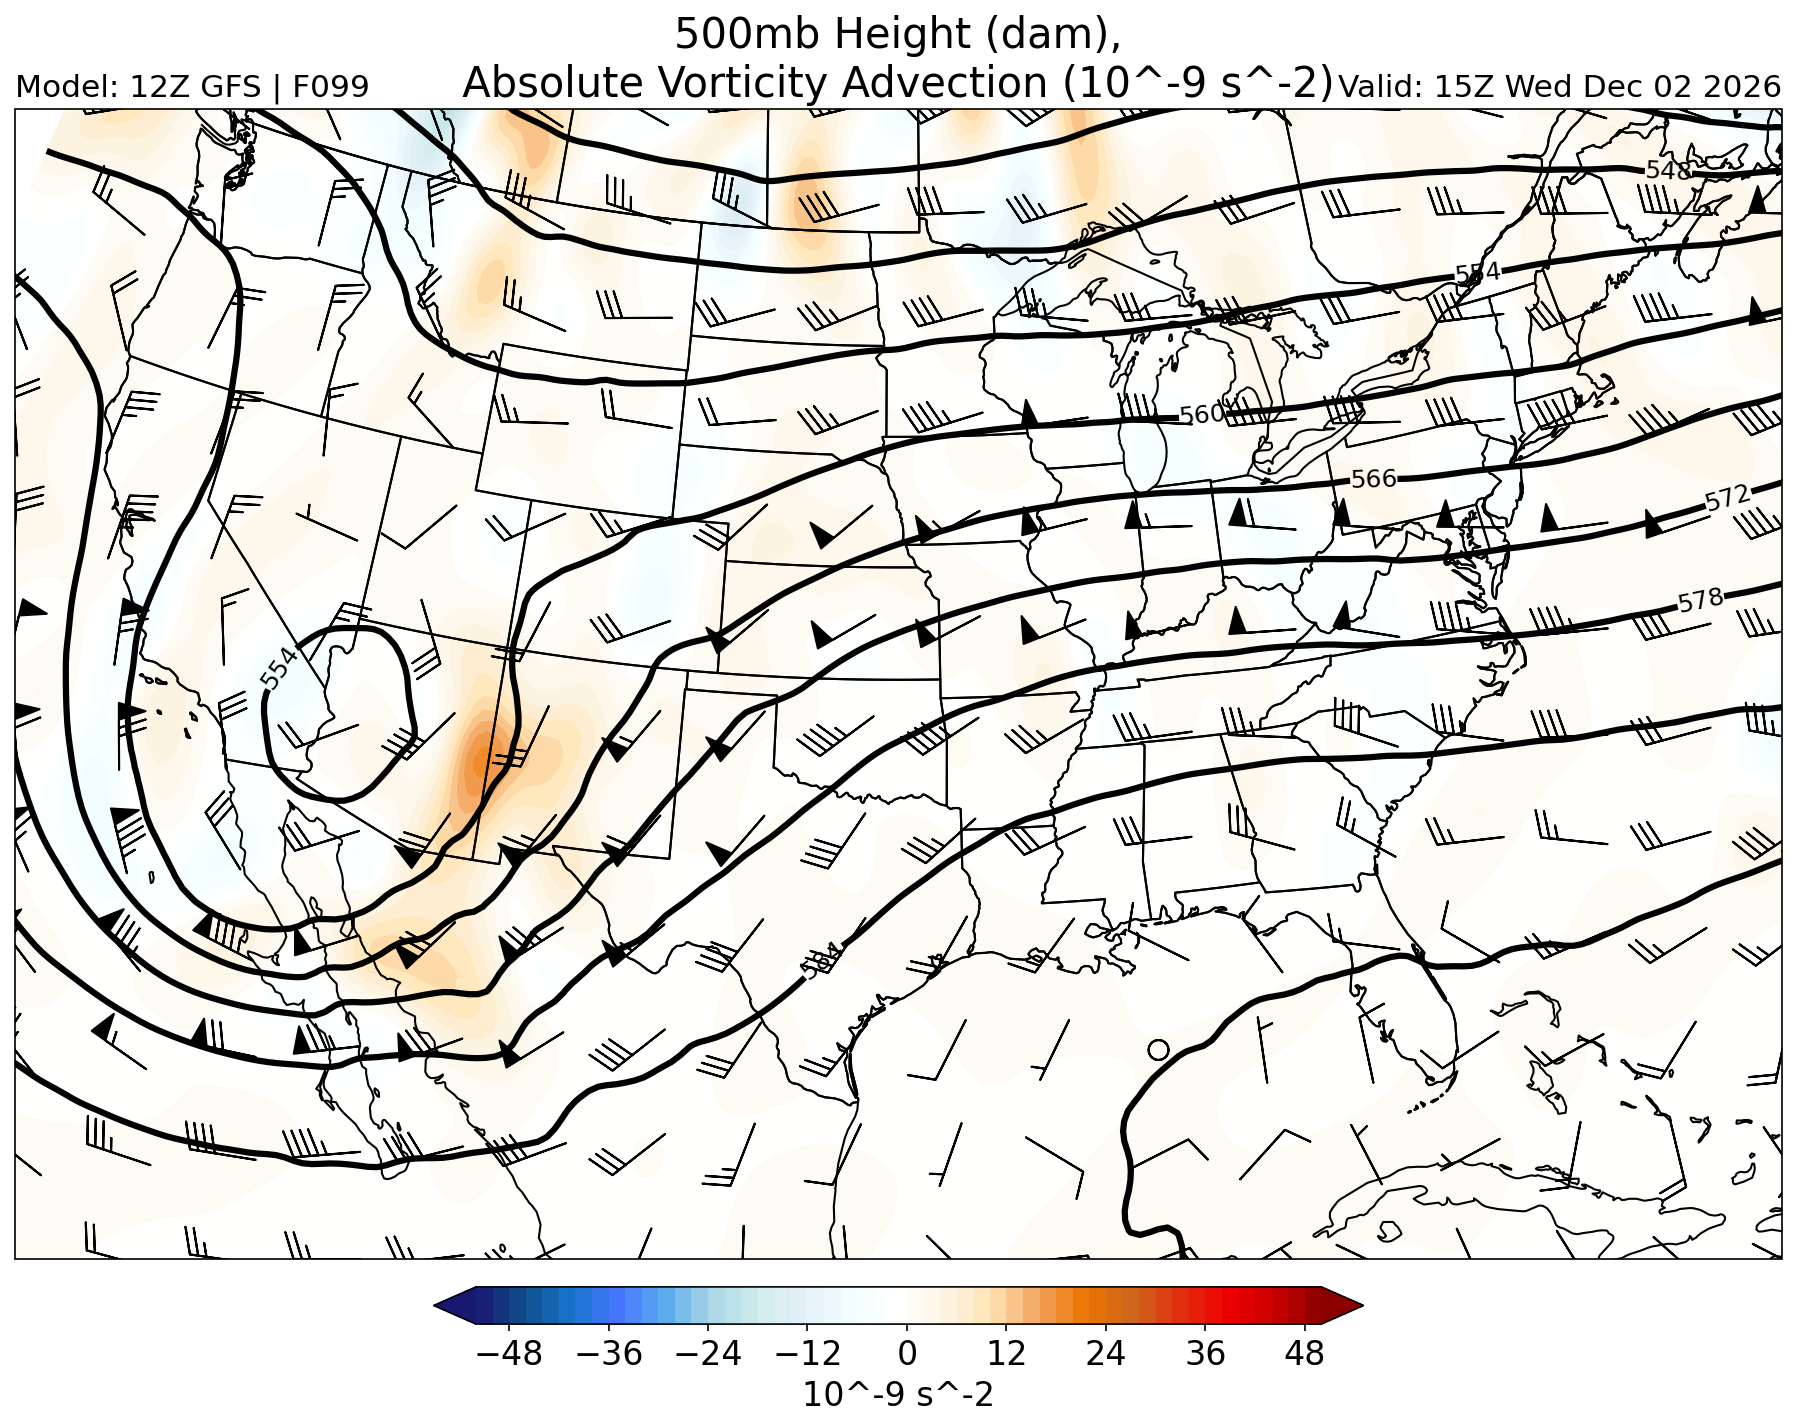 500mb Height (dam),
Model: 12Z GFS | F099
Absolute Vorticity Advection (10^-9 s^-2)
Valid: 15Z Wed Dec 02 2026
548
554
560
566
572
578
554
584
−48 −36 −24 −12 0 12 24 36 48
10^-9 s^-2